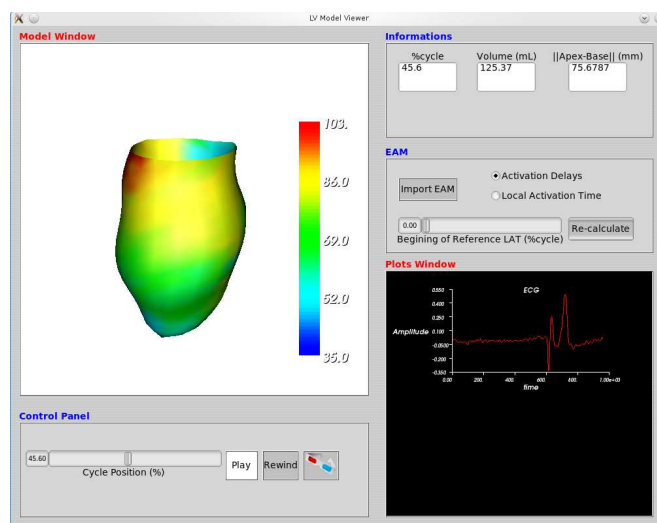 LV Model Viewer
Model Window
103.
86.0
69.0
52.0
35.0
Control Panel
45.60
Cycle Position (%)
Play
Rewind
Informations
%cycle
Volume (mL)
||Apex-Base|| (mm)
45.6
125.37
75.6787
EAM
Import EAM
Activation Delays
Local Activation Time
0.00
Begining of Reference LAT (%cycle)
Re-calculate
Plots Window
ECG
Amplitude
0.550
0.400
0.250
0.100
-0.0500
-0.200
-0.350
0.00
200.
400
600.
800.
1.00e+03
time